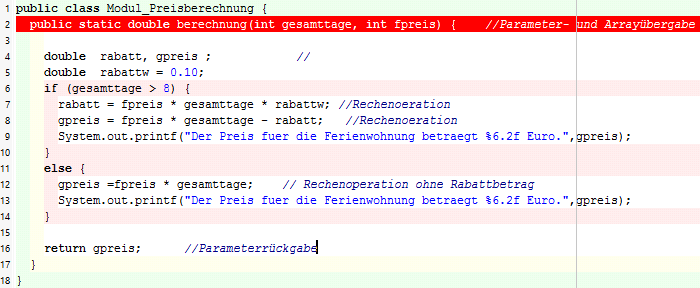 1 public class Modul_Preisberechnung {
2 public static double berechnung(int gesamttage, int fpreis) { //Parameter- und Arrayübergabe
3
4 double rabatt, gpreis ; //
5 double rabattw = 0.10;
6 if (gesamttage > 8) {
7 rabatt = fpreis * gesamttage * rabattw; //Rechenoeration
8 gpreis = fpreis * gesamttage - rabatt; //Rechenoeration
9 System.out.printf("Der Preis fuer die Ferienwohnung betraegt %6.2f Euro.",gpreis);
10 }
11 else {
12 gpreis =fpreis * gesamttage; // Rechenoperation ohne Rabattbetrag
13 System.out.printf("Der Preis fuer die Ferienwohnung betraegt %6.2f Euro.",gpreis);
14 }
15
16 return gpreis; //Parameterrückgabe
17 }
18 }